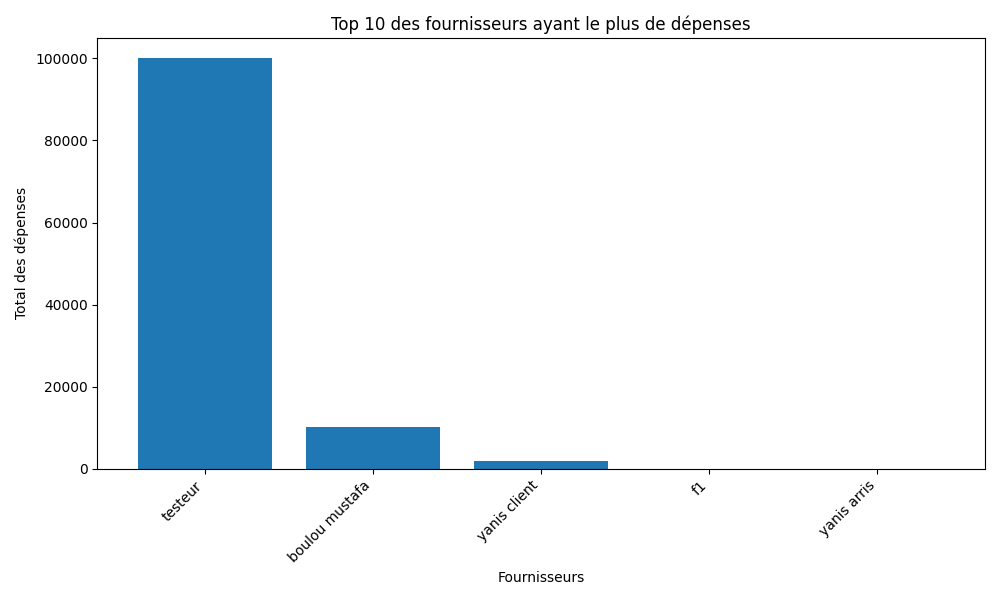 Top 10 des fournisseurs ayant le plus de dépenses
Total des dépenses
100000
80000
60000
40000
20000
0
testeur
boulou mustafa
yanis client
f1
yanis arris
Fournisseurs